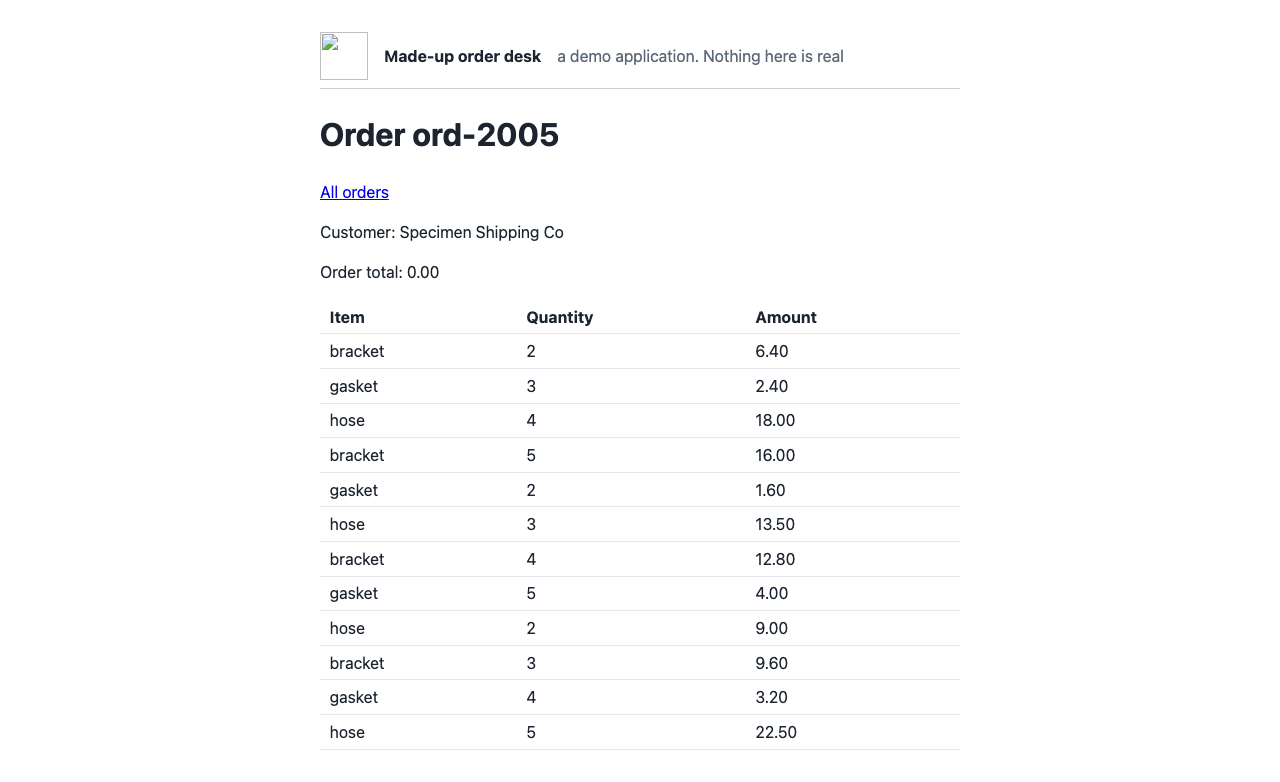 Made-up order desk a demo application. Nothing here is real
Order ord-2005
All orders
Customer: Specimen Shipping Co
Order total: 0.00
Item Quantity Amount
bracket 2 6.40
gasket 3 2.40
hose 4 18.00
bracket 5 16.00
gasket 2 1.60
hose 3 13.50
bracket 4 12.80
gasket 5 4.00
hose 2 9.00
bracket 3 9.60
gasket 4 3.20
hose 5 22.50